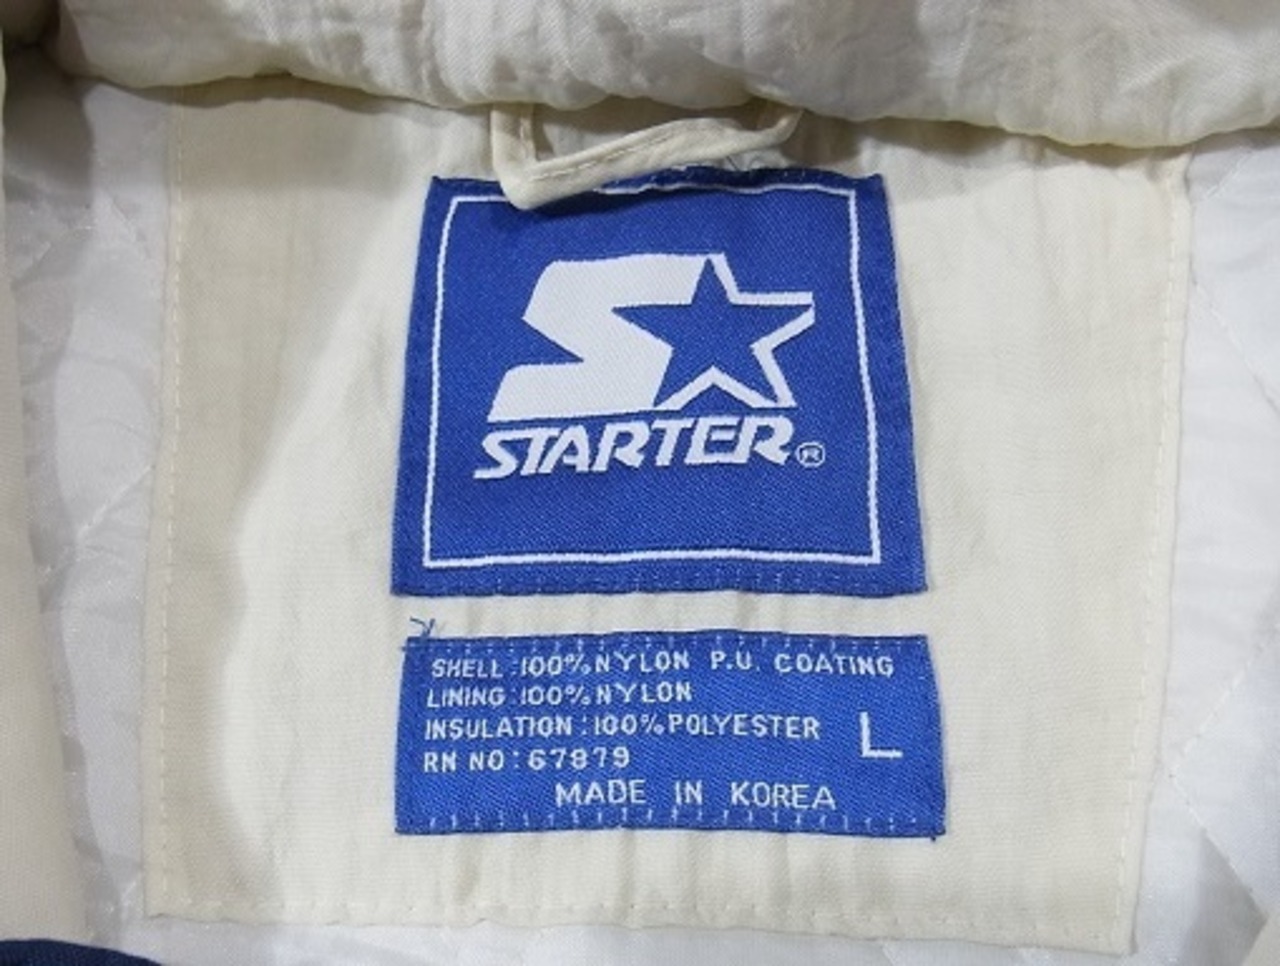 STARTER®
SHELL:100%NYLON P.U. COATING
LINING:100%NYLON
INSULATION:100%POLYESTER
L
RN NO:67879
MADE IN KOREA